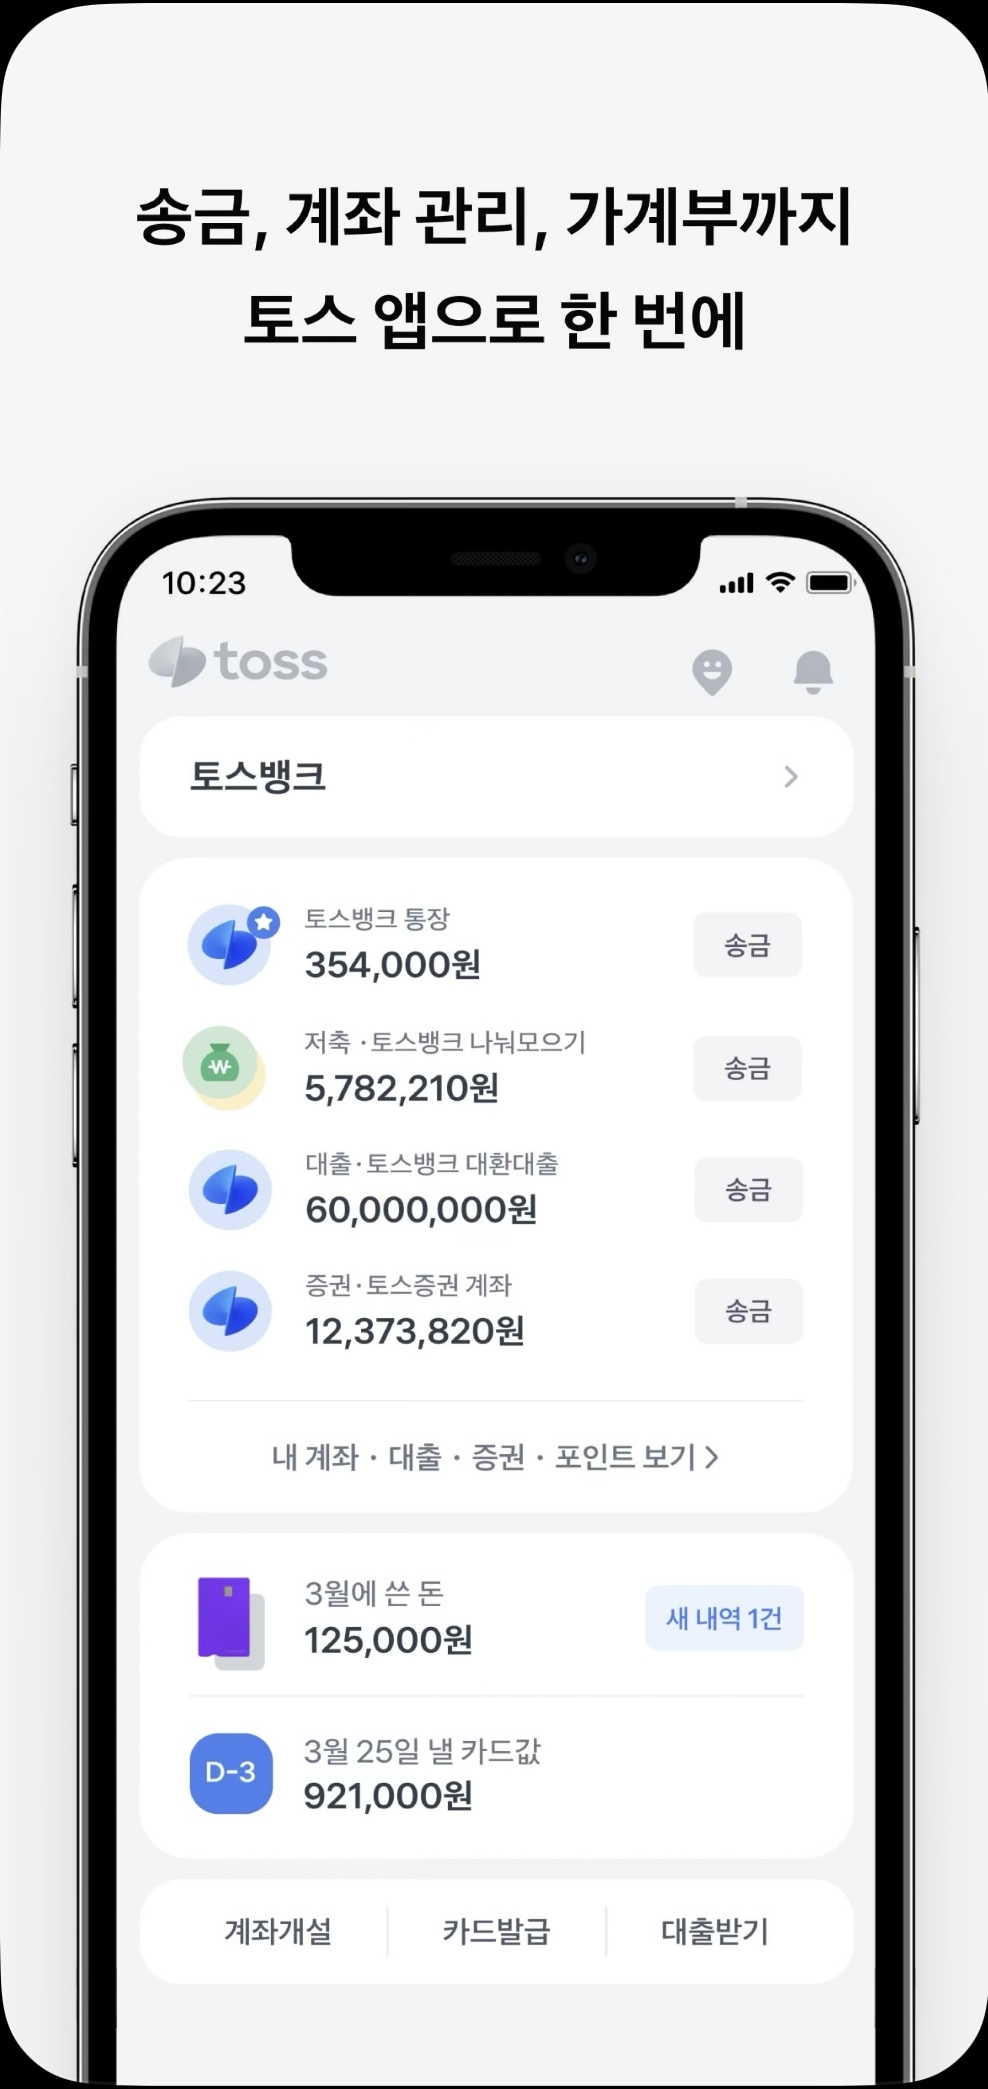 송금, 계좌 관리, 가계부까지
토스 앱으로 한 번에
10:23
toss
토스뱅크
토스뱅크 통장
354,000원
송금
저축 · 토스뱅크 나눠모으기
5,782,210원
송금
대출 · 토스뱅크 대환대출
60,000,000원
송금
증권 · 토스증권 계좌
12,373,820원
송금
내 계좌 · 대출 · 증권 · 포인트 보기
3월에 쓴 돈
125,000원
새 내역 1건
D-3
3월 25일 낼 카드값
921,000원
계좌개설
카드발급
대출받기